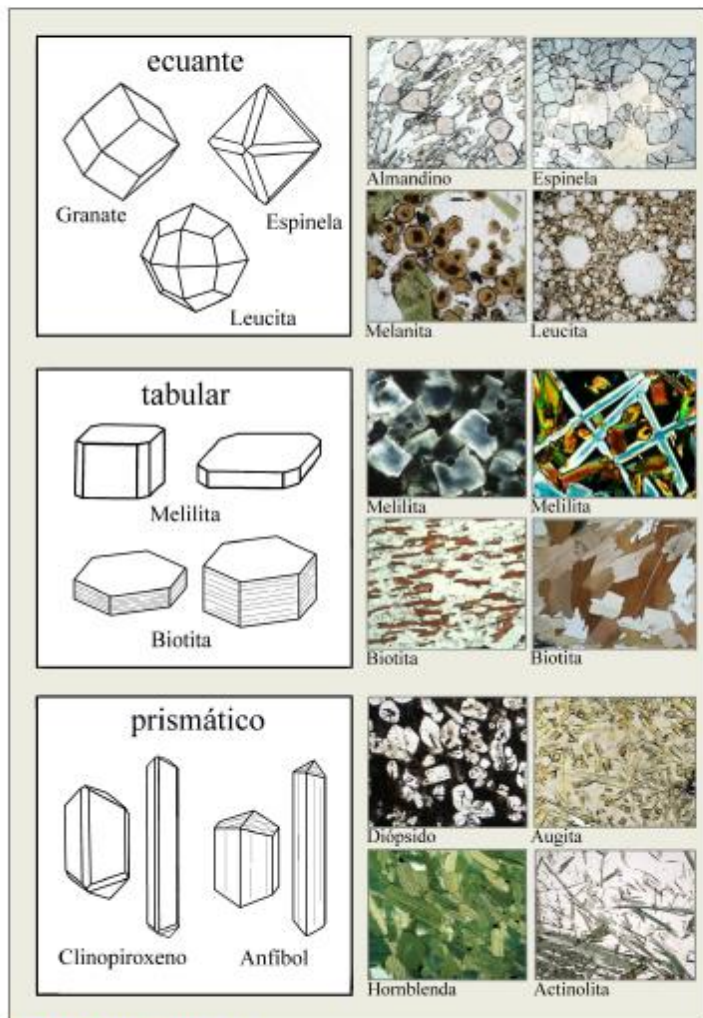 ecuante
Granate
Espinela
Leucita
Almandino
Espinela
Melanita
Leucita
tabular
Melilita
Biotita
Melilita
Melilita
Biotita
Biotita
prismático
Clinopiroxeno
Anfíbol
Diópsido
Augita
Hornblenda
Actinolita